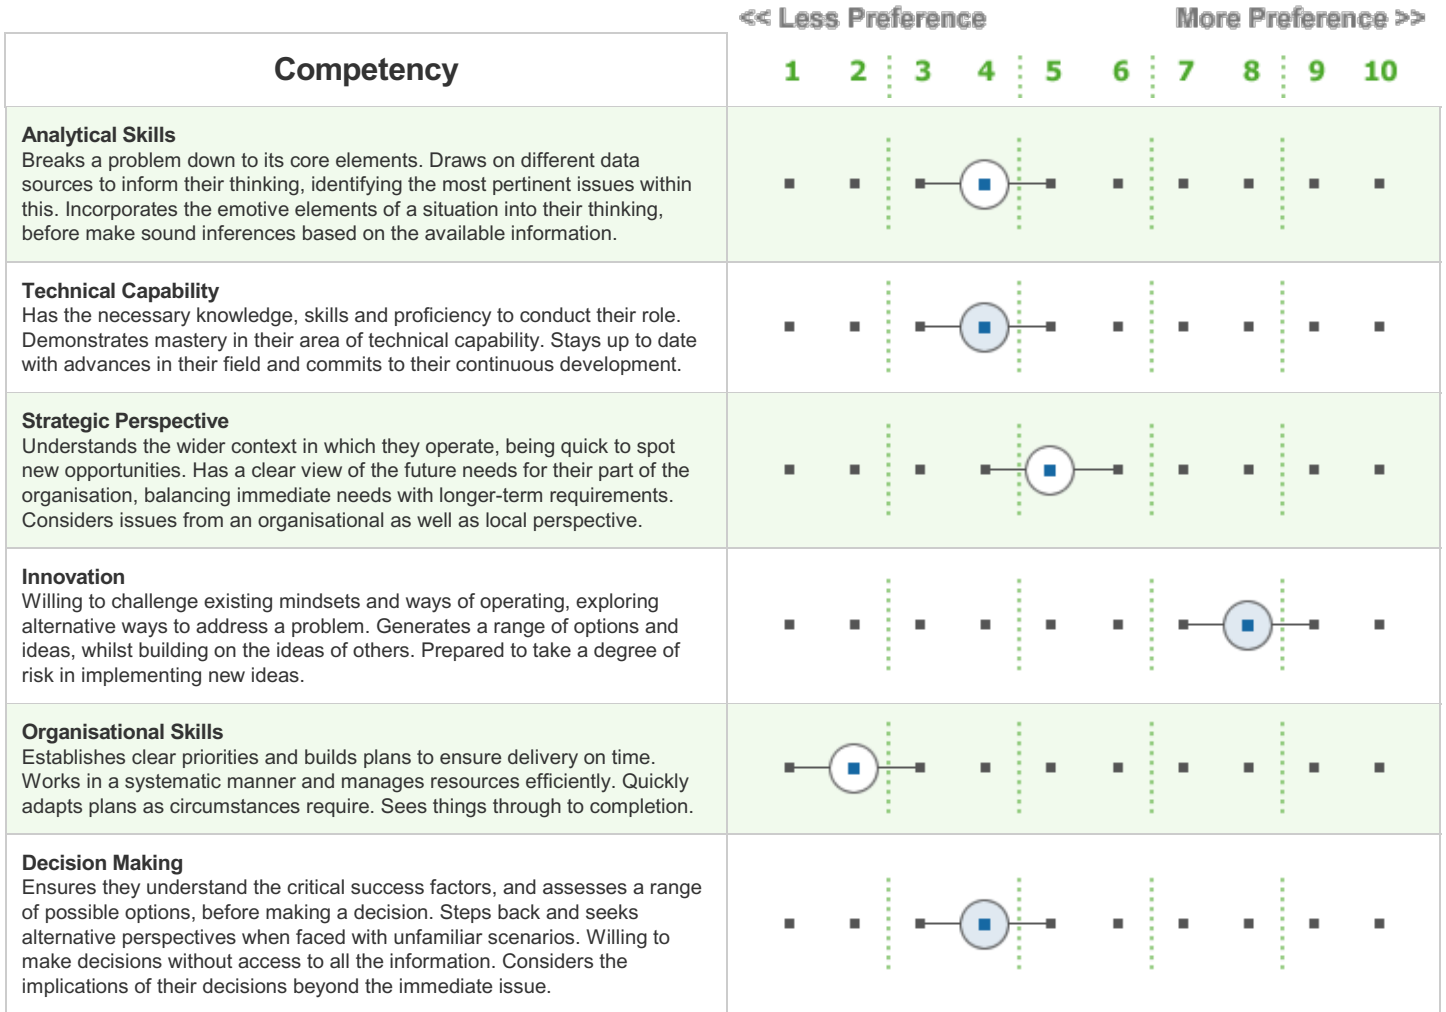 << Less Preference More Preference >>
Competency
1 2 3 4 5 6 7 8 9 10
Analytical Skills
Breaks a problem down to its core elements. Draws on different data
sources to inform their thinking, identifying the most pertinent issues within
this. Incorporates the emotive elements of a situation into their thinking,
before make sound inferences based on the available information.
Technical Capability
Has the necessary knowledge, skills and proficiency to conduct their role.
Demonstrates mastery in their area of technical capability. Stays up to date
with advances in their field and commits to their continuous development.
Strategic Perspective
Understands the wider context in which they operate, being quick to spot
new opportunities. Has a clear view of the future needs for their part of the
organisation, balancing immediate needs with longer-term requirements.
Considers issues from an organisational as well as local perspective.
Innovation
Willing to challenge existing mindsets and ways of operating, exploring
alternative ways to address a problem. Generates a range of options and
ideas, whilst building on the ideas of others. Prepared to take a degree of
risk in implementing new ideas.
Organisational Skills
Establishes clear priorities and builds plans to ensure delivery on time.
Works in a systematic manner and manages resources efficiently. Quickly
adapts plans as circumstances require. Sees things through to completion.
Decision Making
Ensures they understand the critical success factors, and assesses a range
of possible options, before making a decision. Steps back and seeks
alternative perspectives when faced with unfamiliar scenarios. Willing to
make decisions without access to all the information. Considers the
implications of their decisions beyond the immediate issue.